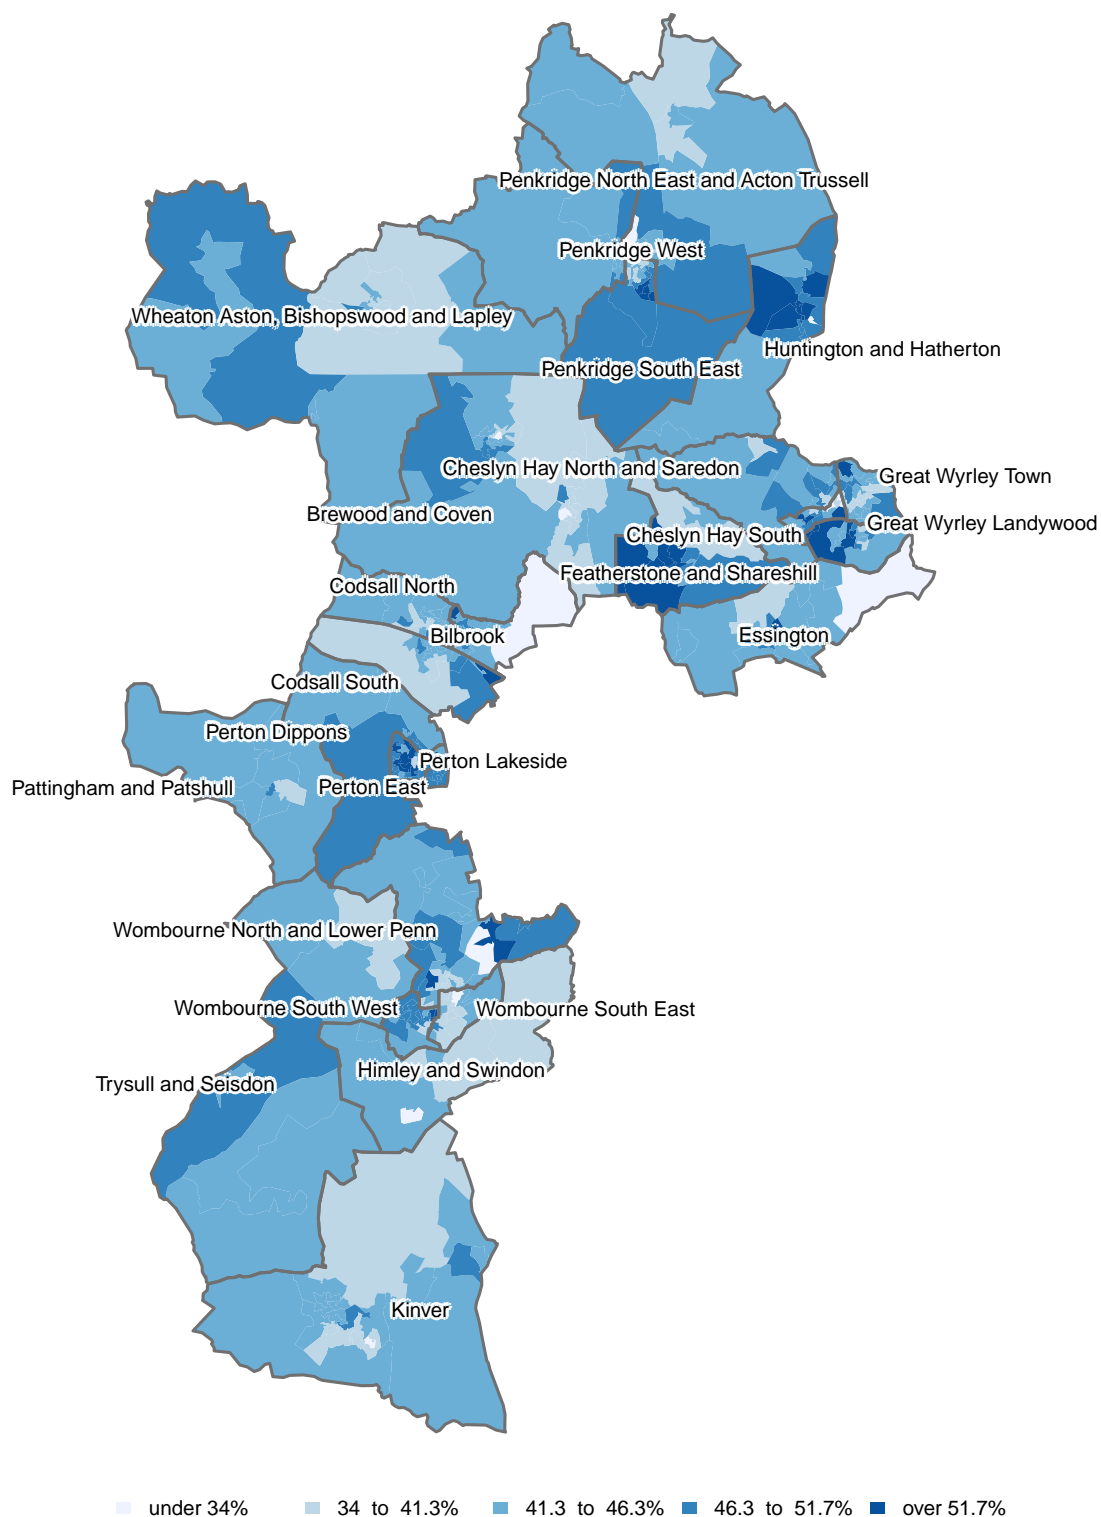 Penkridge North East and Acton Trussell
Penkridge West
Wheaton Aston, Bishopswood and Lapley
Huntington and Hatherton
Penkridge South East
Cheslyn Hay North and Saredon
Great Wyrley Town
Brewood and Coven
Great Wyrley Landywood
Cheslyn Hay South
Featherstone and Shareshill
Codsall North
Bilbrook
Essington
Codsall South
Perton Dippons
Perton Lakeside
Pattingham and Patshull
Perton East
Wombourne North and Lower Penn
Wombourne South West
Wombourne South East
Himley and Swindon
Trysull and Seisdon
Kinver
under 34% 34 to 41.3% 41.3 to 46.3% 46.3 to 51.7% over 51.7%